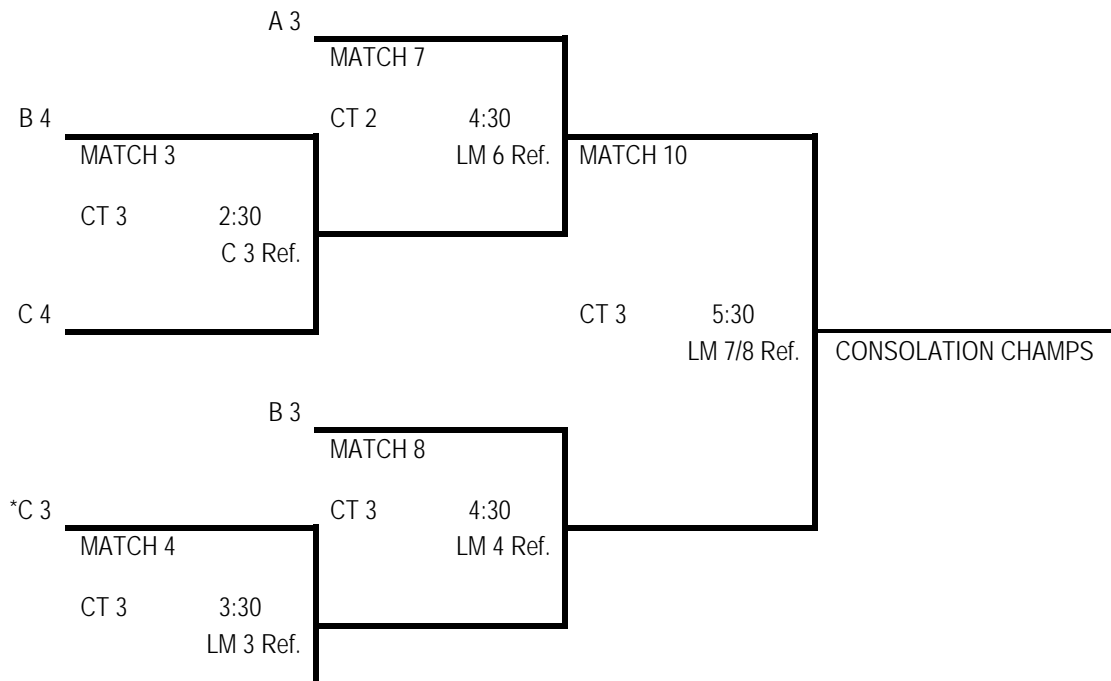 A 3
MATCH 7
B 4
CT 2 4:30
MATCH 3
LM 6 Ref.
MATCH 10
CT 3 2:30
C 3 Ref.
C 4
CT 3 5:30
LM 7/8 Ref.
CONSOLATION CHAMPS
B 3
MATCH 8
*C 3
CT 3 4:30
MATCH 4
LM 4 Ref.
CT 3 3:30
LM 3 Ref.